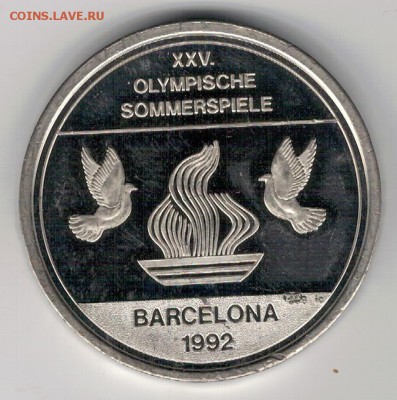 COINS.LAVE.RU
XXV.
OLYMPISCHE
SOMMERSPIELE
BARCELONA
1992